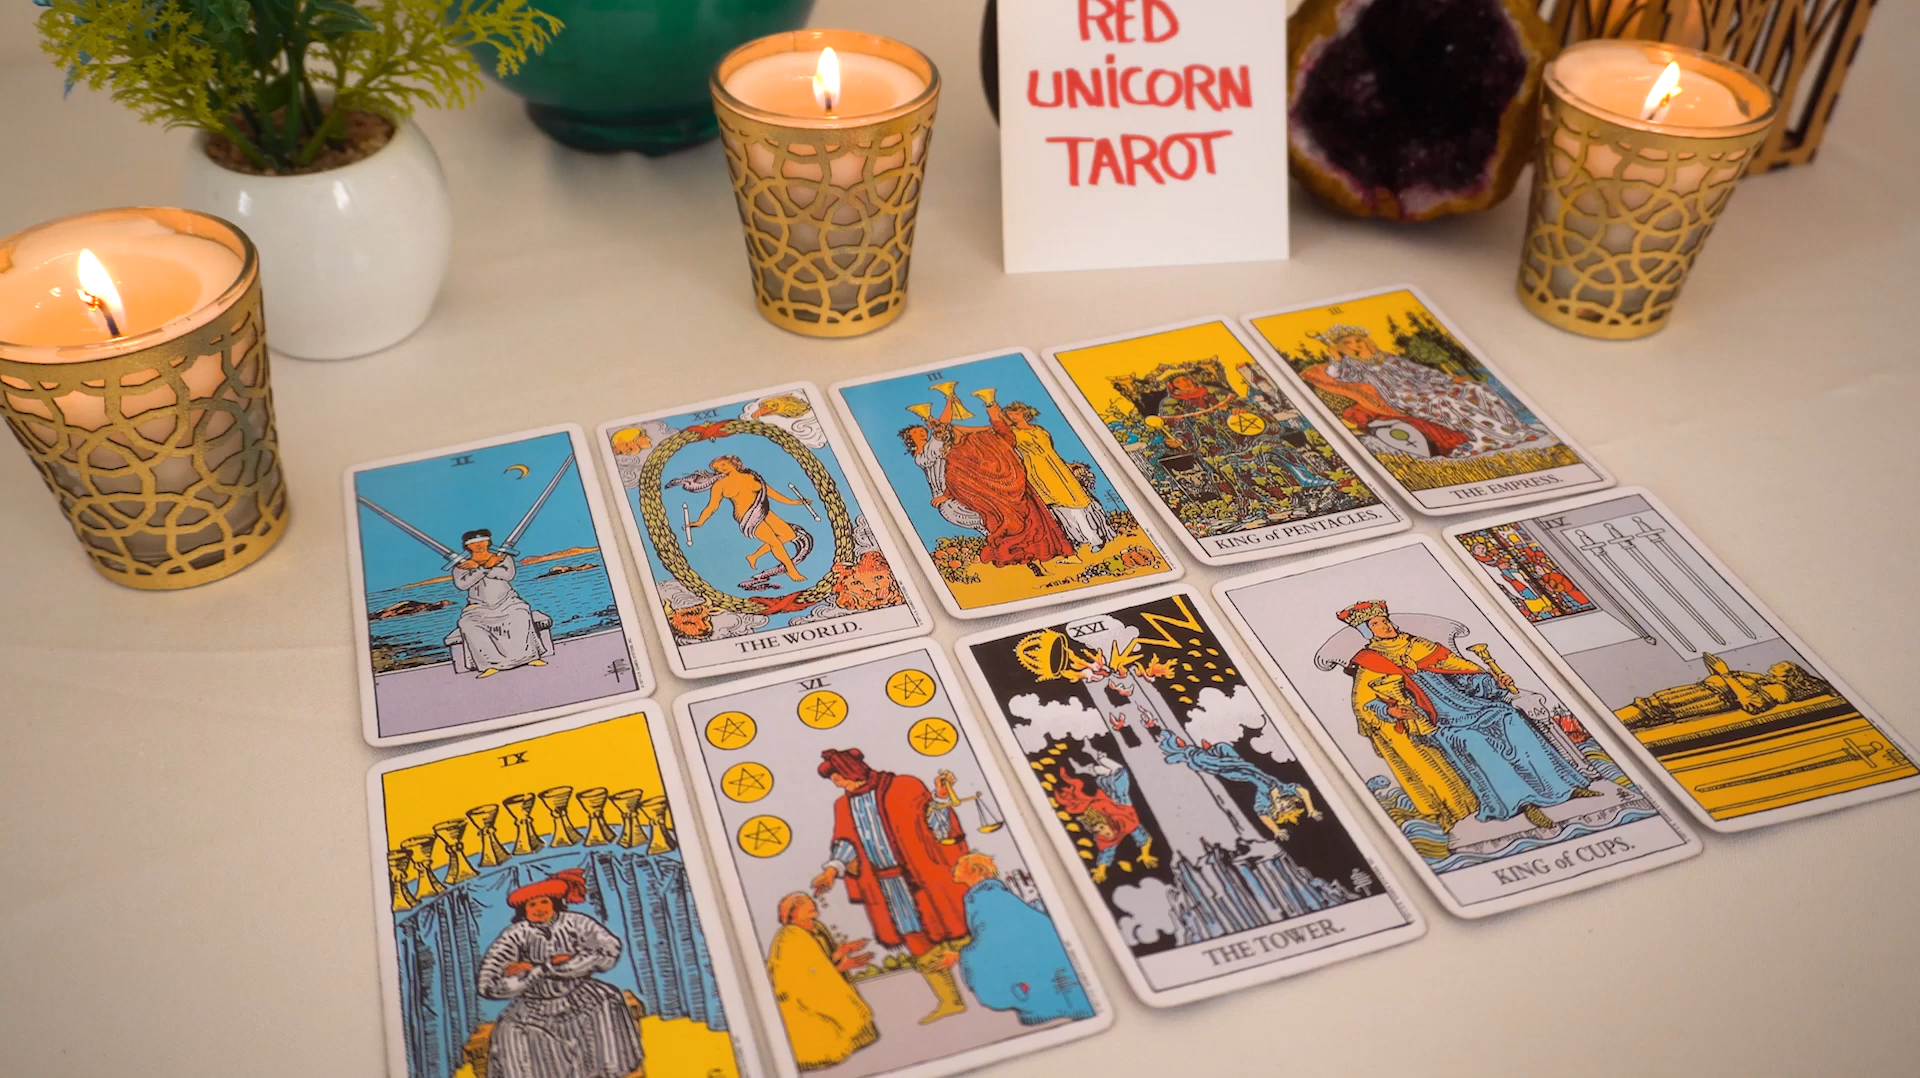 RED
UNICORN
TAROT
III
THE EMPRESS.
KING of PENTACLES.
III
XXI
THE WORLD.
II
IV
KING of CUPS.
XVI
THE TOWER.
VI
IX